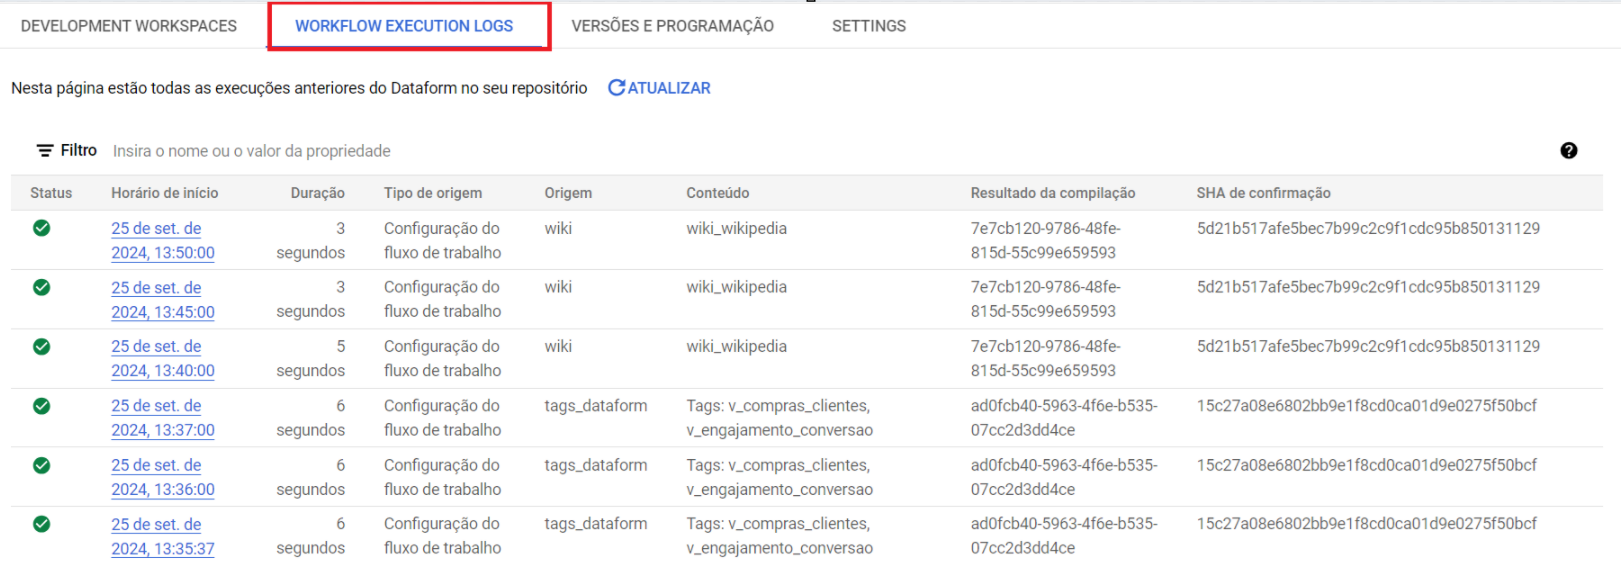 DEVELOPMENT WORKSPACES WORKFLOW EXECUTION LOGS VERSÕES E PROGRAMAÇÃO SETTINGS
Nesta página estão todas as execuções anteriores do Dataform no seu repositório ATUALIZAR
Filtro Insira o nome ou o valor da propriedade
Status Horário de início Duração Tipo de origem Origem Conteúdo Resultado da compilação SHA de confirmação
25 de set. de 3 Configuração do wiki wiki_wikipedia 7e7cb120-9786-48fe- 5d21b517afe5bec7b99c2c9f1cdc95b850131129
2024, 13:50:00 segundos fluxo de trabalho 815d-55c99e659593
25 de set. de 3 Configuração do wiki wiki_wikipedia 7e7cb120-9786-48fe- 5d21b517afe5bec7b99c2c9f1cdc95b850131129
2024, 13:45:00 segundos fluxo de trabalho 815d-55c99e659593
25 de set. de 5 Configuração do wiki wiki_wikipedia 7e7cb120-9786-48fe- 5d21b517afe5bec7b99c2c9f1cdc95b850131129
2024, 13:40:00 segundos fluxo de trabalho 815d-55c99e659593
25 de set. de 6 Configuração do tags_dataform Tags: v_compras_clientes, ad0fcb40-5963-4f6e-b535- 15c27a08e6802bb9e1f8cd0ca01d9e0275f50bcf
2024, 13:37:00 segundos fluxo de trabalho v_engajamento_conversao 07cc2d3dd4ce
25 de set. de 6 Configuração do tags_dataform Tags: v_compras_clientes, ad0fcb40-5963-4f6e-b535- 15c27a08e6802bb9e1f8cd0ca01d9e0275f50bcf
2024, 13:36:00 segundos fluxo de trabalho v_engajamento_conversao 07cc2d3dd4ce
25 de set. de 6 Configuração do tags_dataform Tags: v_compras_clientes, ad0fcb40-5963-4f6e-b535- 15c27a08e6802bb9e1f8cd0ca01d9e0275f50bcf
2024, 13:35:37 segundos fluxo de trabalho v_engajamento_conversao 07cc2d3dd4ce